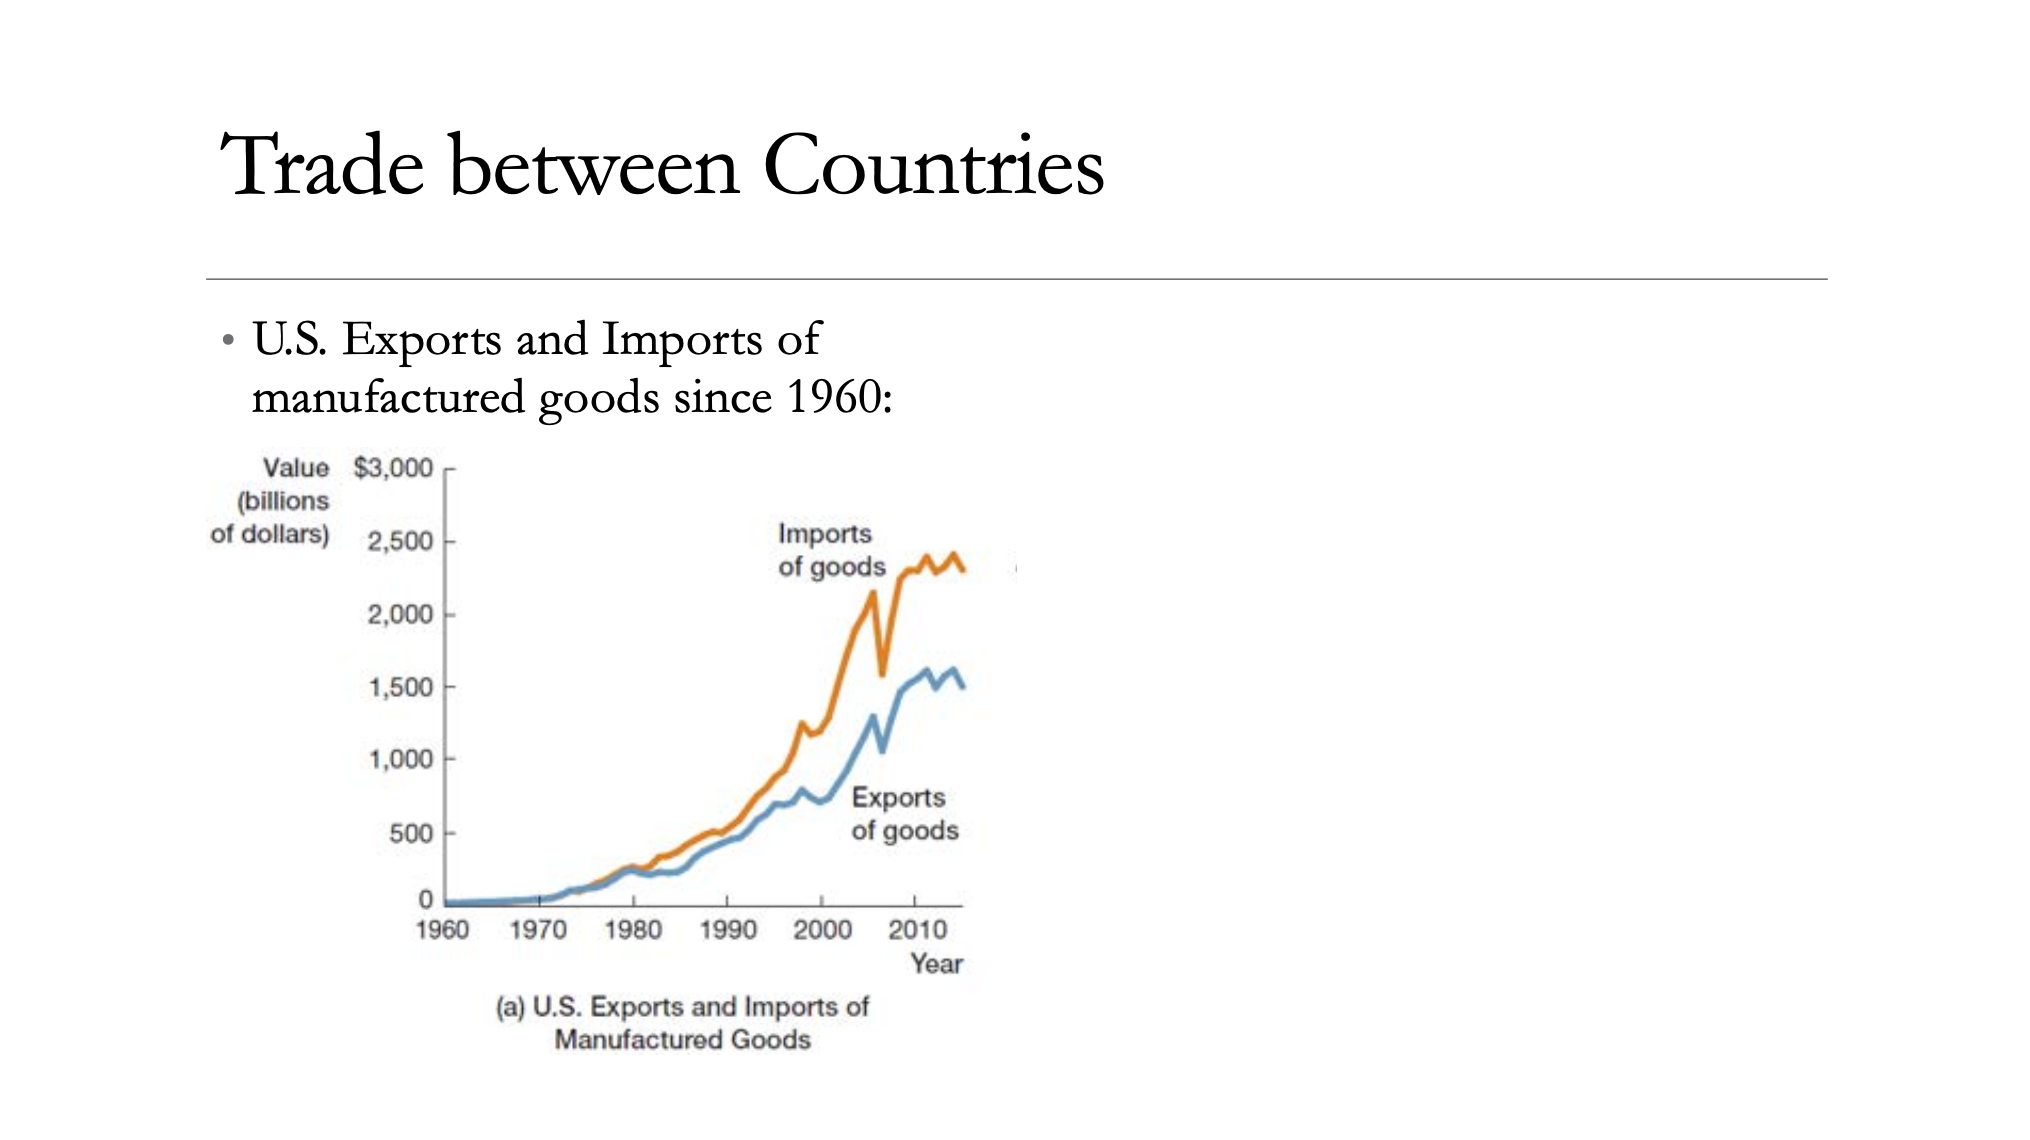 Trade between Countries
• U.S. Exports and Imports of
manufactured goods since 1960:
Value
(billions
of dollars)
$3,000
2,500
2,000
1,500
1,000
500
0
Imports
of goods
Exports
of goods
1960 1970 1980 1990 2000 2010
Year
(a) U.S. Exports and Imports of
Manufactured Goods